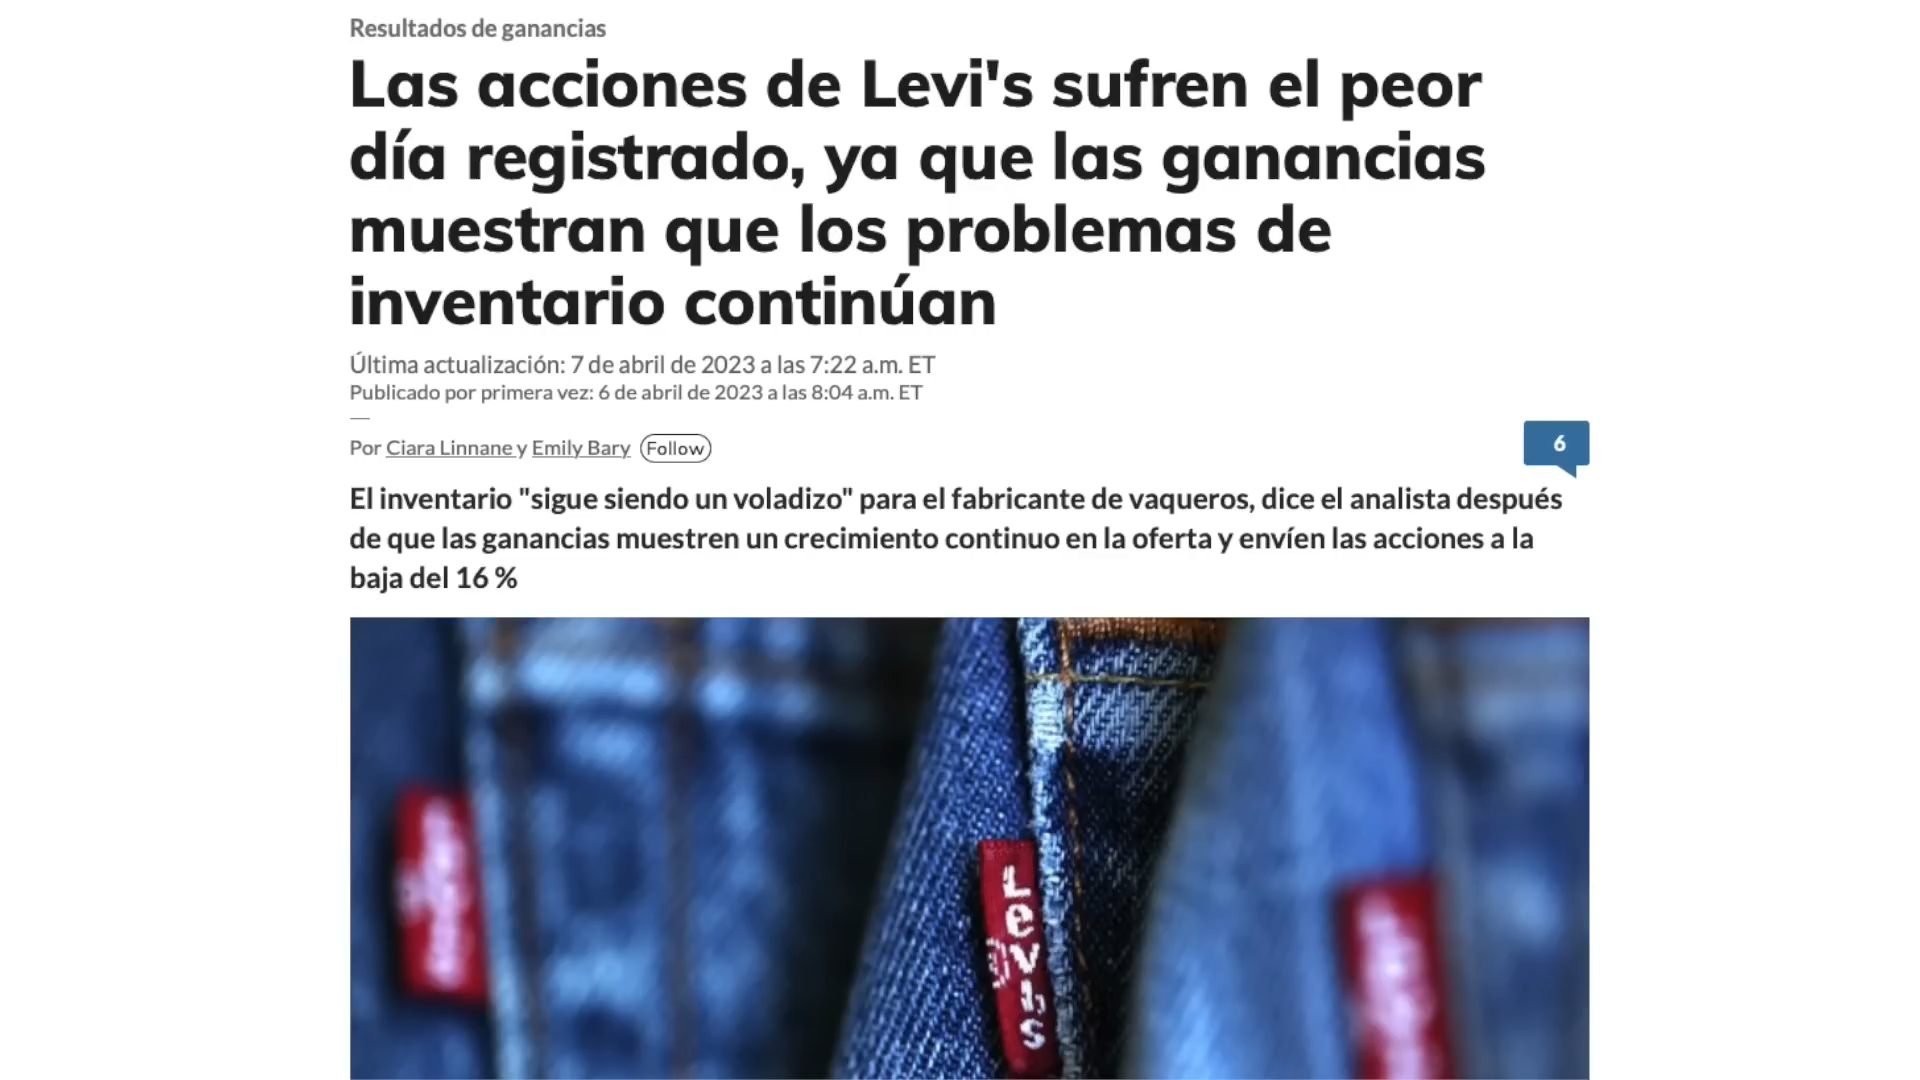 Resultados de ganancias
Las acciones de Levi's sufren el peor
día registrado, ya que las ganancias
muestran que los problemas de
inventario continúan
Última actualización: 7 de abril de 2023 a las 7:22 a.m. ET
Publicado por primera vez: 6 de abril de 2023 a las 8:04 a.m. ET
Por Ciara Linnane y Emily Bary Follow
6
El inventario "sigue siendo un voladizo" para el fabricante de vaqueros, dice el analista después
de que las ganancias muestren un crecimiento continuo en la oferta y envíen las acciones a la
baja del 16 %
Levi's